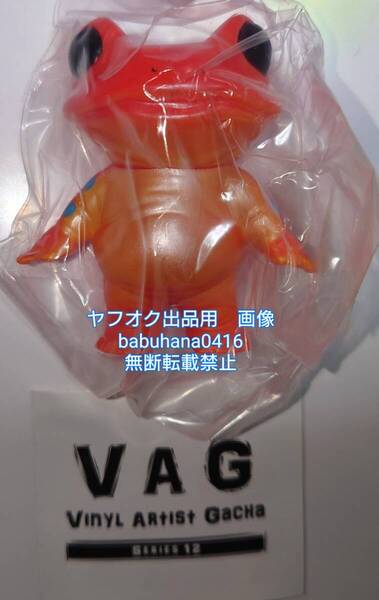 ヤフオク出品用　画像
babuhana0416
無断転載禁止
VAG
Vinyl Artist Gacha
Series 12